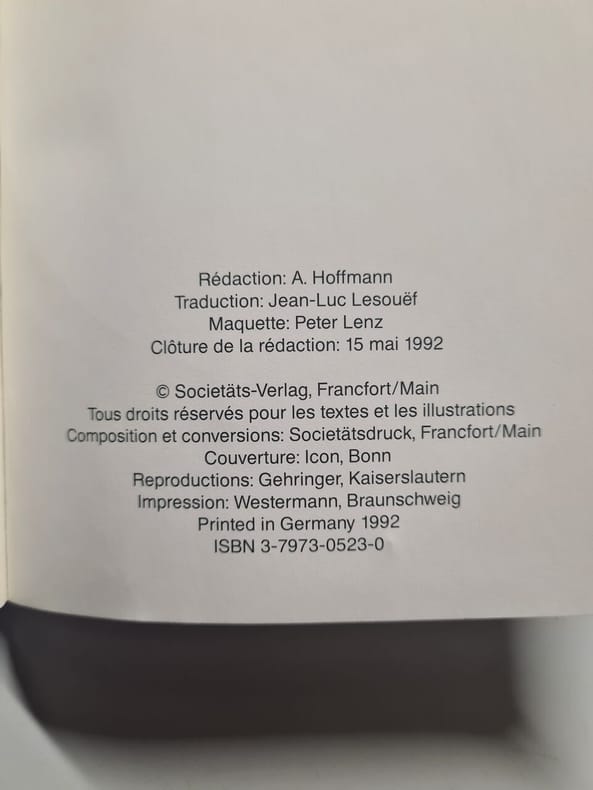 Rédaction: A. Hoffmann
Traduction: Jean-Luc Lesouëf
Maquette: Peter Lenz
Clôture de la rédaction: 15 mai 1992
© Societäts-Verlag, Francfort/Main
Tous droits réservés pour les textes et les illustrations
Composition et conversions: Societätsdruck, Francfort/Main
Couverture: Icon, Bonn
Reproductions: Gehringer, Kaiserslautern
Impression: Westermann, Braunschweig
Printed in Germany 1992
ISBN 3-7973-0523-0